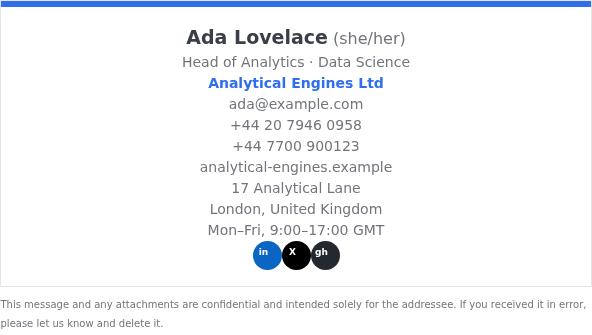 Ada Lovelace (she/her)
Head of Analytics · Data Science
Analytical Engines Ltd
ada@example.com
+44 20 7946 0958
+44 7700 900123
analytical-engines.example
17 Analytical Lane
London, United Kingdom
Mon–Fri, 9:00–17:00 GMT
in X gh
This message and any attachments are confidential and intended solely for the addressee. If you received it in error,
please let us know and delete it.